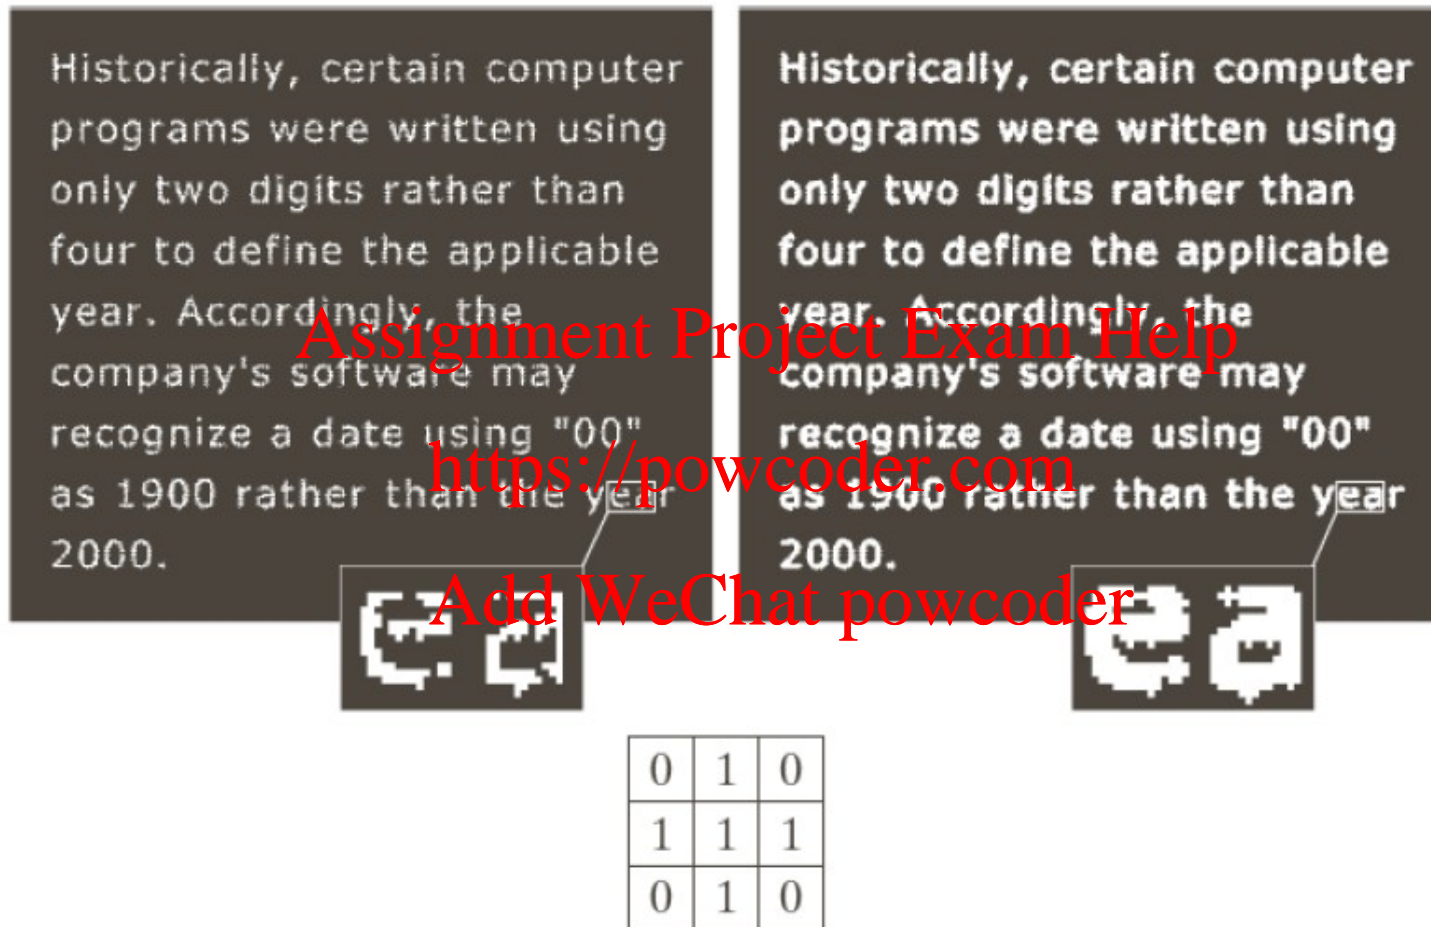 Historically, certain computer
programs were written using
only two digits rather than
four to define the applicable
year. Accordingly, the
company's software may
recognize a date using "00"
as 1900 rather than the year
2000.
ea
Historically, certain computer
programs were written using
only two digits rather than
four to define the applicable
year. Accordingly, the
company's software may
recognize a date using "00"
as 1900 rather than the year
2000.
ea
Assignment Project Exam Help
https://powcoder.com
Add WeChat powcoder
0 1 0
1 1 1
0 1 0